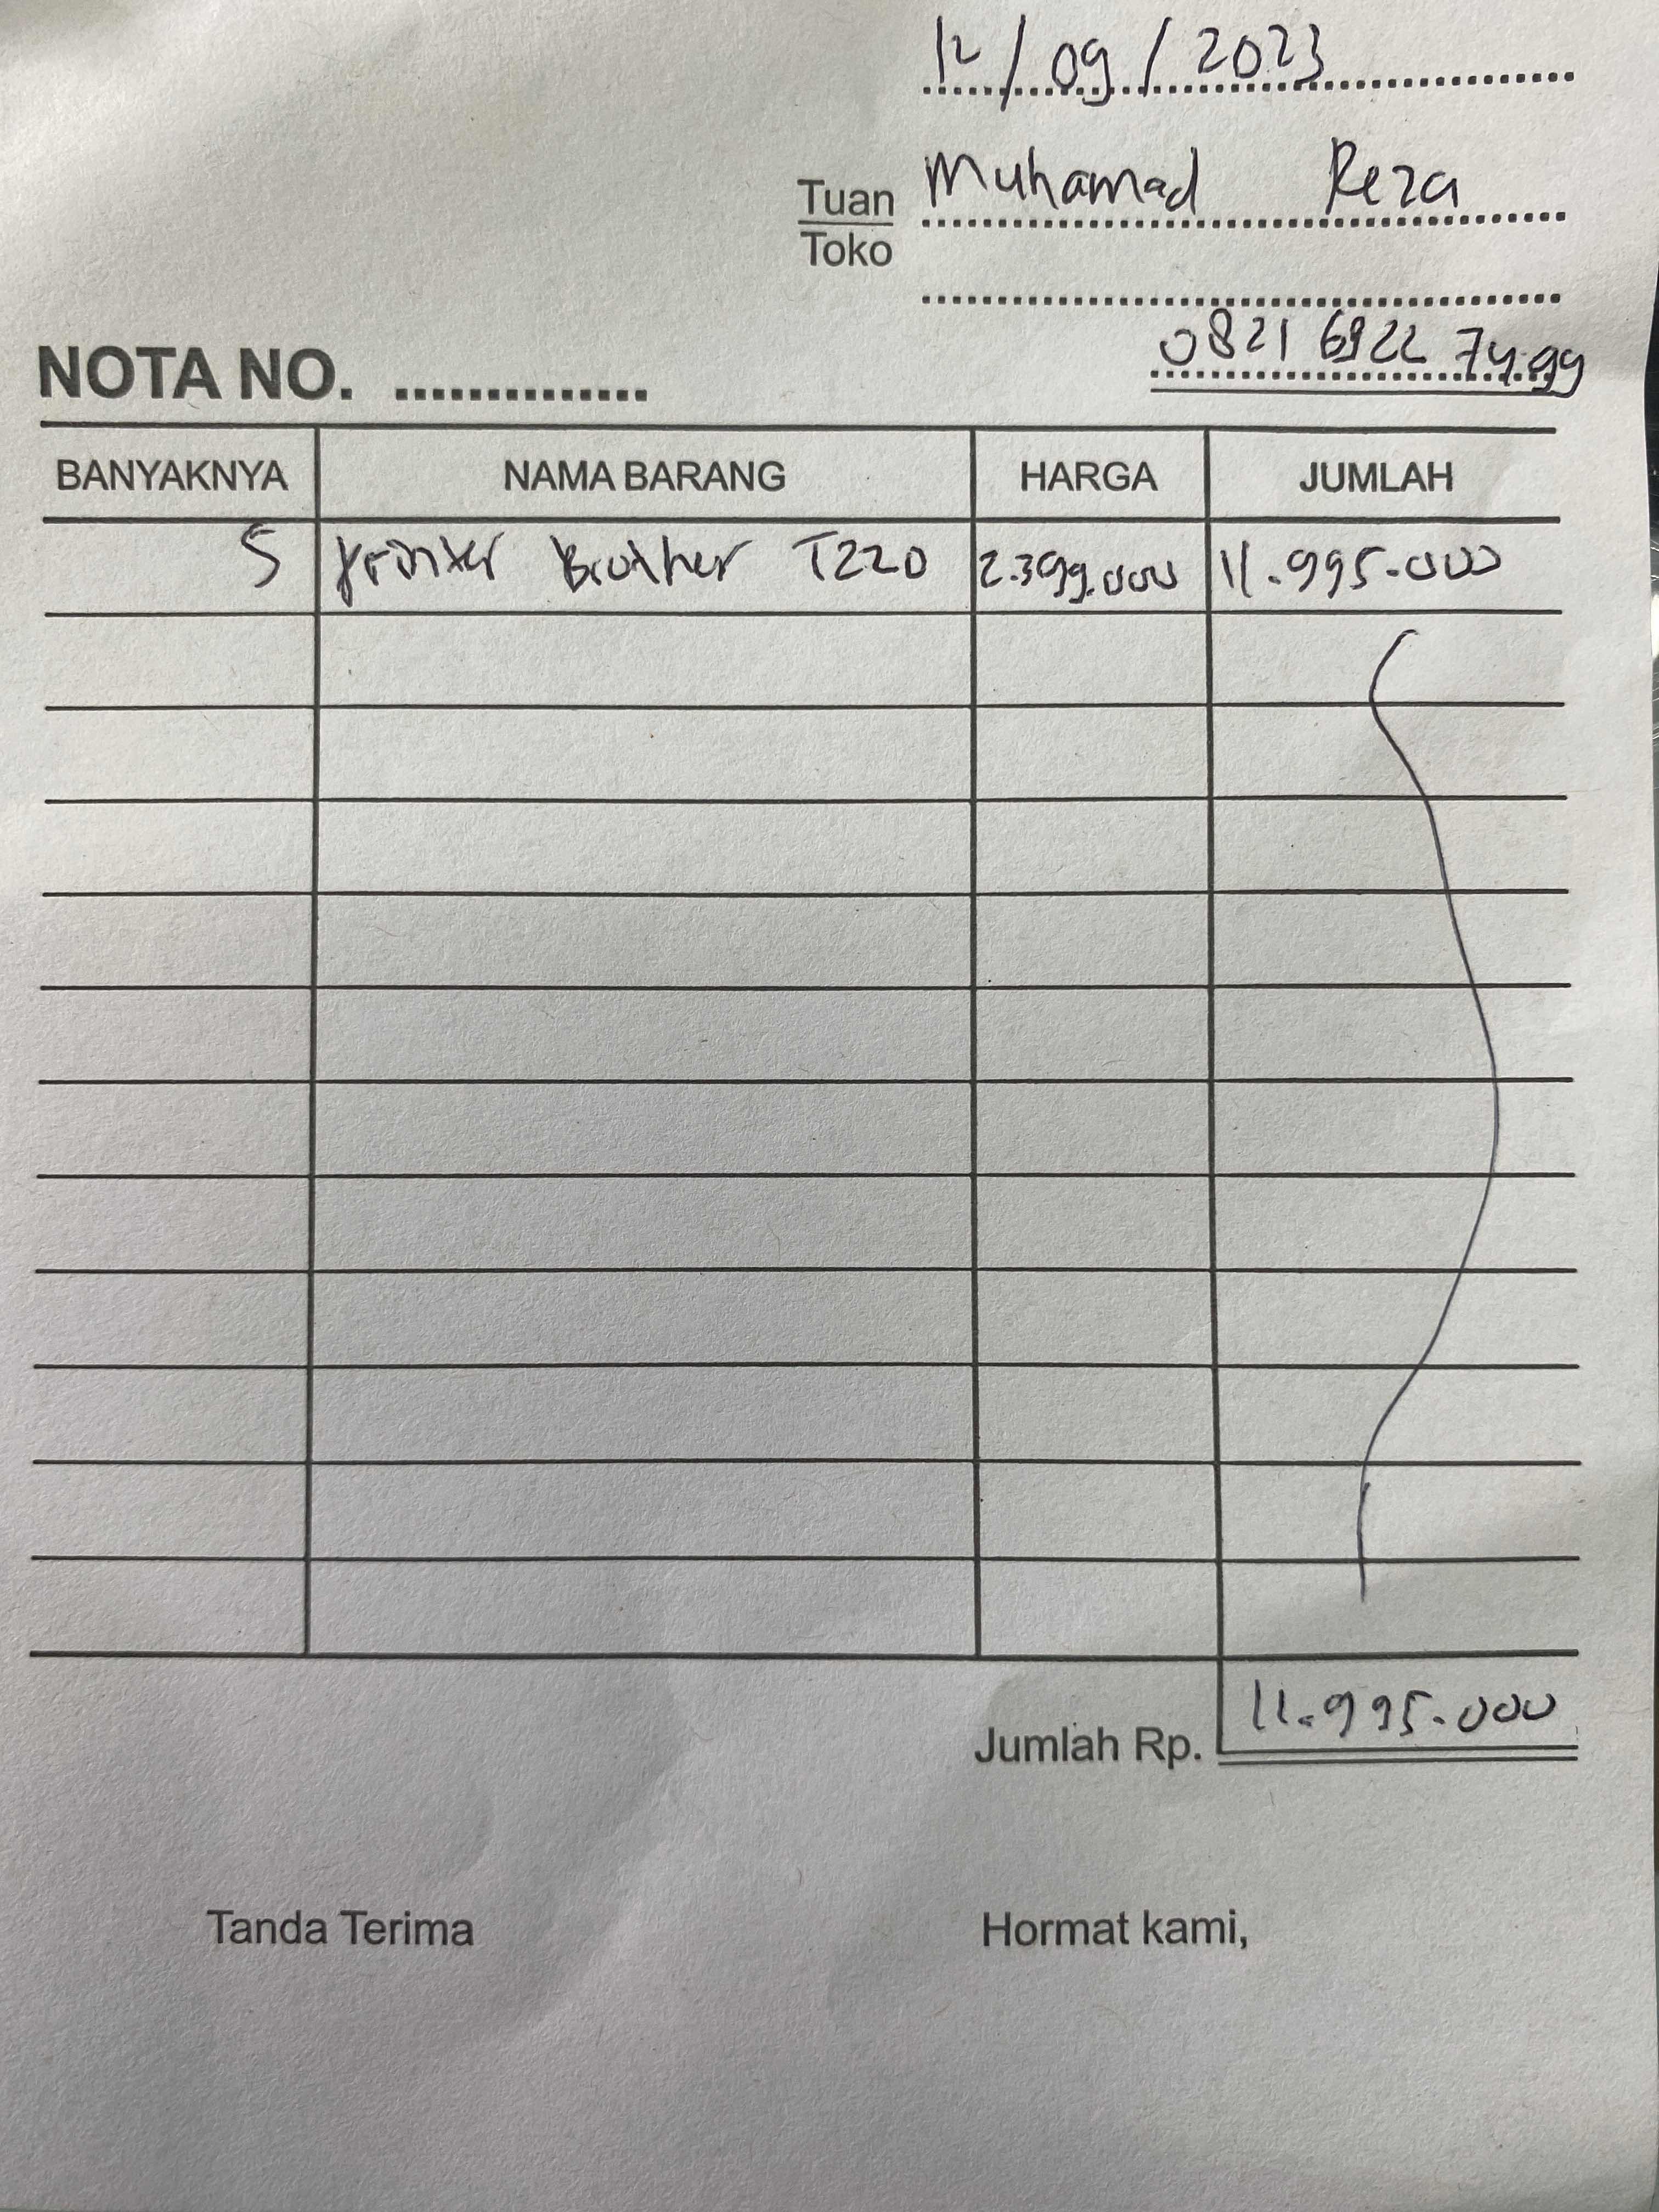 12/09/2023
Tuan Muhamad Reza
Toko
0821 6922 7499
NOTA NO. ..............
BANYAKNYA NAMA BARANG HARGA JUMLAH
5 printer Brother T220 2.399.000 11.995.000
Jumlah Rp. 11.995.000
Tanda Terima Hormat kami,